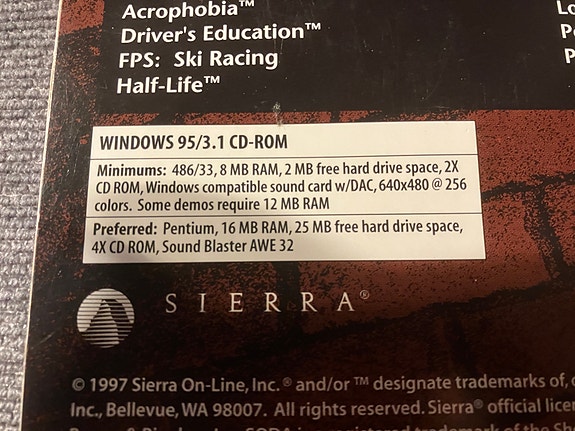 Acrophobia™
Driver's Education™
FPS: Ski Racing
Half-Life™
WINDOWS 95/3.1 CD-ROM
Minimums: 486/33, 8 MB RAM, 2 MB free hard drive space, 2X
CD ROM, Windows compatible sound card w/DAC, 640x480 @ 256
colors. Some demos require 12 MB RAM
Preferred: Pentium, 16 MB RAM, 25 MB free hard drive space,
4X CD ROM, Sound Blaster AWE 32
SIERRA®
© 1997 Sierra On-Line, Inc.® and/or ™ designate trademarks of,
Inc., Bellevue, WA 98007. All rights reserved. Sierra® official